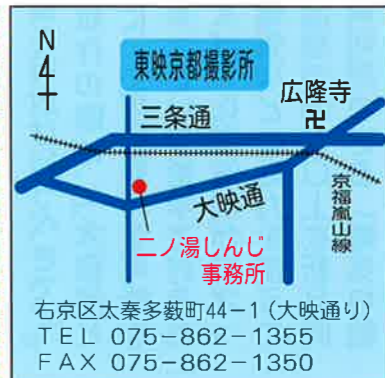 N
東映京都撮影所
広隆寺
卍
三条通
大映通
京福嵐山線
二ノ湯しんじ
事務所
右京区太秦多薮町44-1(大映通り)
TEL 075-862-1355
FAX 075-862-1350